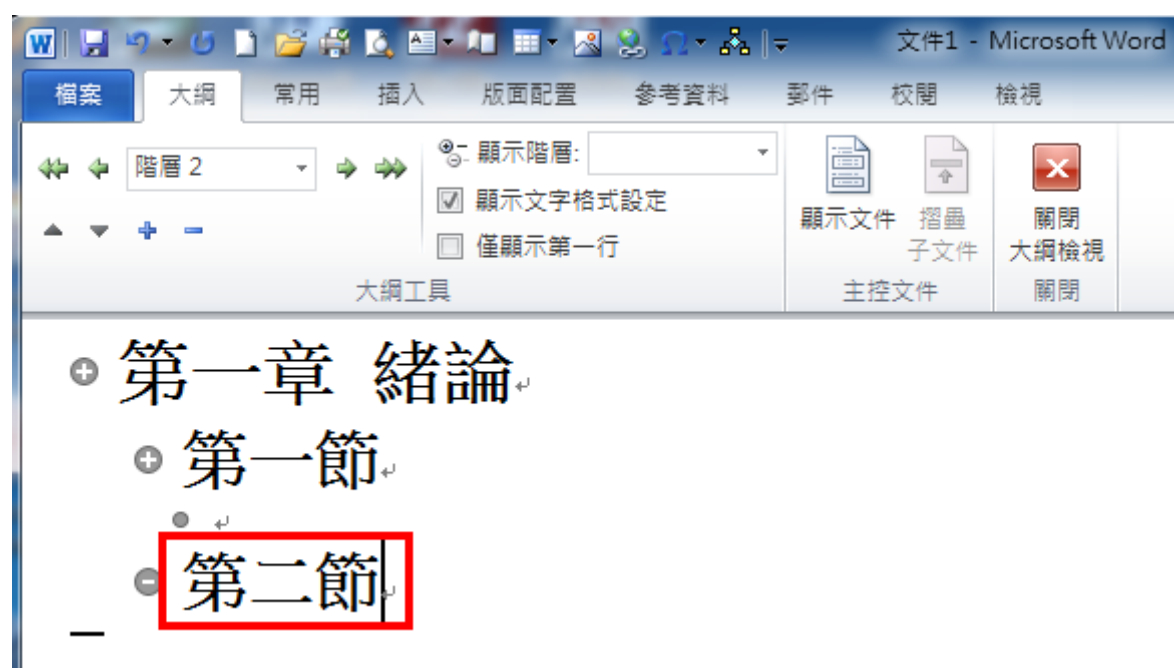 文件1 - Microsoft Word
檔案 大綱 常用 插入 版面配置 參考資料 郵件 校閱 檢視
階層 2
顯示階層:
顯示文字格式設定
僅顯示第一行
大綱工具
顯示文件
摺疊
子文件
主控文件
關閉
大綱檢視
關閉
第一章 緒論
第一節
第二節